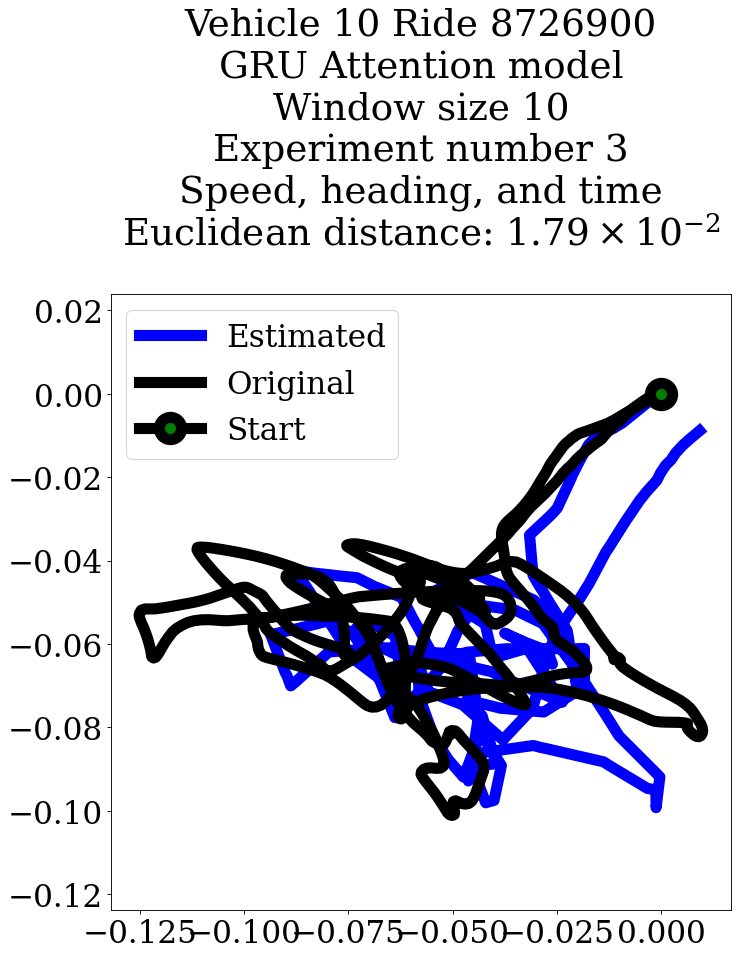 Vehicle 10 Ride 8726900
GRU Attention model
Window size 10
Experiment number 3
Speed, heading, and time
Euclidean distance: 1.79 × 10⁻²
Estimated
Original
Start
0.02
0.00
−0.02
−0.04
−0.06
−0.08
−0.10
−0.12
−0.125 −0.100 −0.075 −0.050 −0.025 0.000